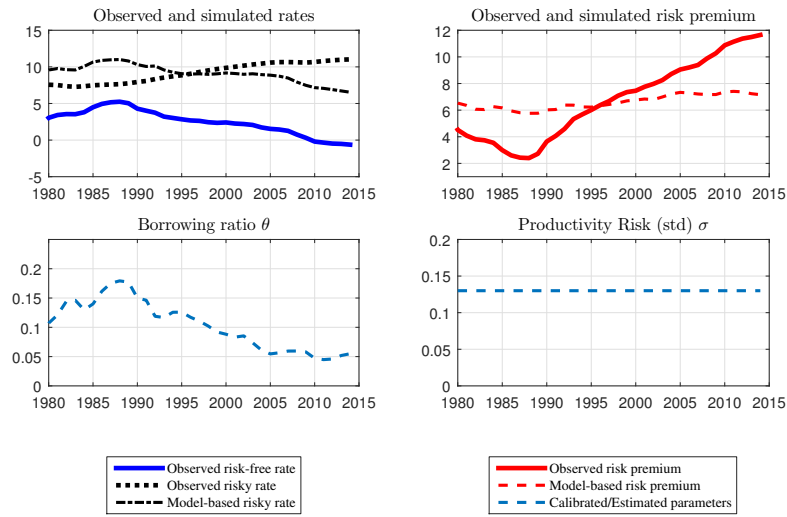 Observed and simulated rates
15
10
5
0
-5
1980 1985 1990 1995 2000 2005 2010 2015
Observed and simulated risk premium
12
10
8
6
4
2
1980 1985 1990 1995 2000 2005 2010 2015
Borrowing ratio θ
0.2
0.15
0.1
0.05
0
1980 1985 1990 1995 2000 2005 2010 2015
Productivity Risk (std) σ
0.2
0.15
0.1
0.05
0
1980 1985 1990 1995 2000 2005 2010 2015
Observed risk-free rate
Observed risky rate
Model-based risky rate
Observed risk premium
Model-based risk premium
Calibrated/Estimated parameters